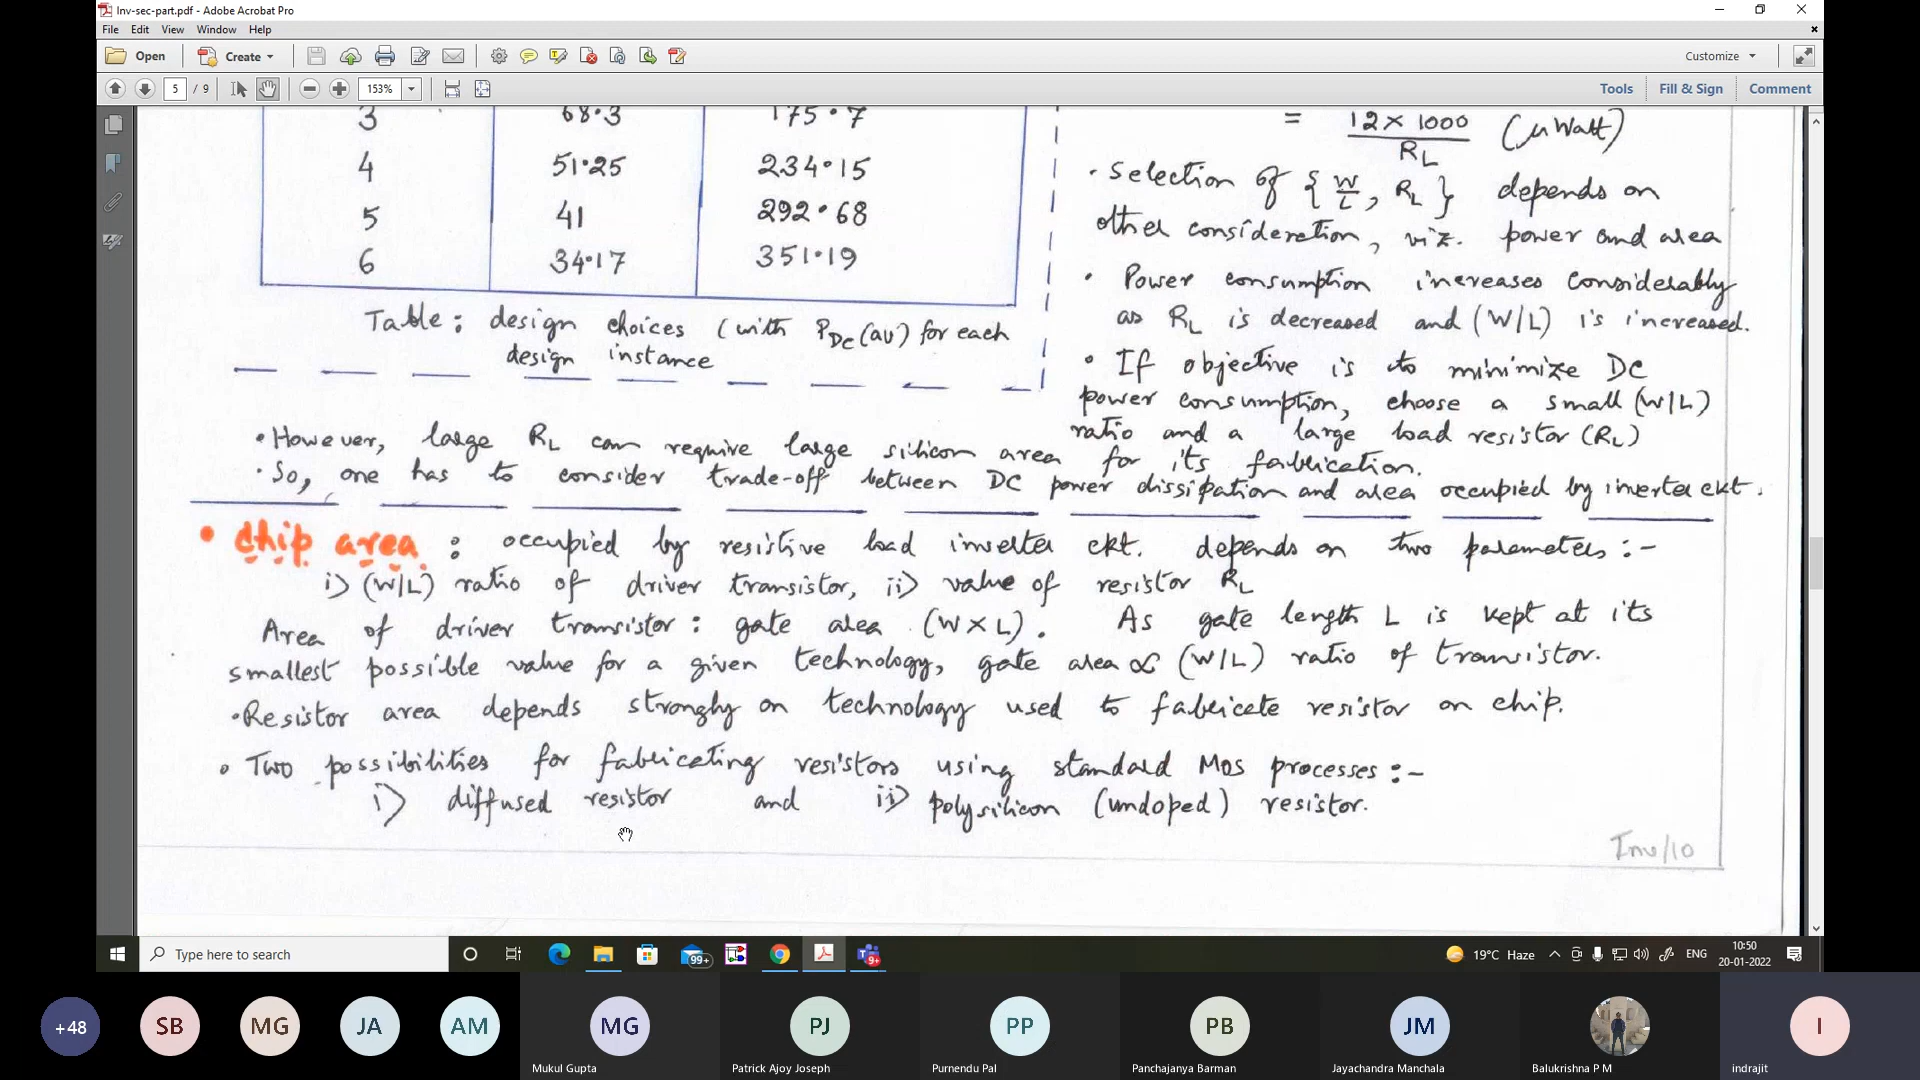 Inv-sec-part.pdf - Adobe Acrobat Pro
File Edit View Window Help
Open Create Customize
5 / 9 153% Tools Fill & Sign Comment
3 68.3 175.7
4 51.25 234.15
5 41 292.68
6 34.17 351.19
Table: design choices (with PDC(av) for each
design instance
= 12 × 1000 / RL (μWatt)
• Selection of {W/L, RL} depends on
other consideration, viz. power and area
• Power consumption increases considerably
as RL is decreased and (W/L) is increased.
• If objective is to minimize DC
power consumption, choose a small (W/L)
ratio and a large load resistor (RL)
• However, large RL can require large silicon area for its fabrication.
• So, one has to consider trade-off between DC power dissipation and area occupied by inverter ckt.
• Chip area : occupied by resistive load inverter ckt. depends on two parameters :-
i) (W/L) ratio of driver transistor, ii) value of resistor RL
Area of driver transistor: gate area (W×L). As gate length L is kept at its
smallest possible value for a given technology, gate area ∝ (W/L) ratio of transistor.
• Resistor area depends strongly on technology used to fabricate resistor on chip.
• Two possibilities for fabricating resistors using standard MOS processes :-
i) diffused resistor and ii) polysilicon (undoped) resistor.
Inv/10
Type here to search 99+ 9+ 19°C Haze ENG 10:50
20-01-2022
+48 SB MG JA AM MG PJ PP PB JM I
Mukul Gupta Patrick Ajoy Joseph Purnendu Pal Panchajanya Barman Jayachandra Manchala Balukrishna P M indrajit